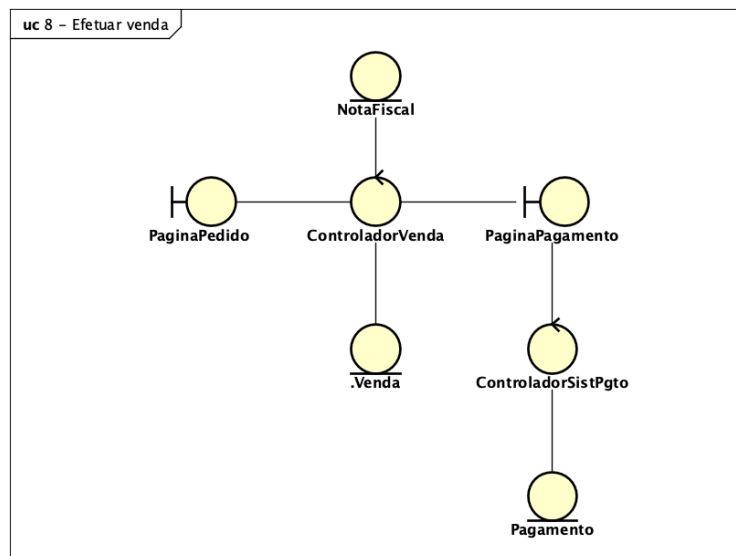 uc 8 - Efetuar venda
NotaFiscal
PaginaPedido
ControladorVenda
PaginaPagamento
.Venda
ControladorSistPgto
Pagamento